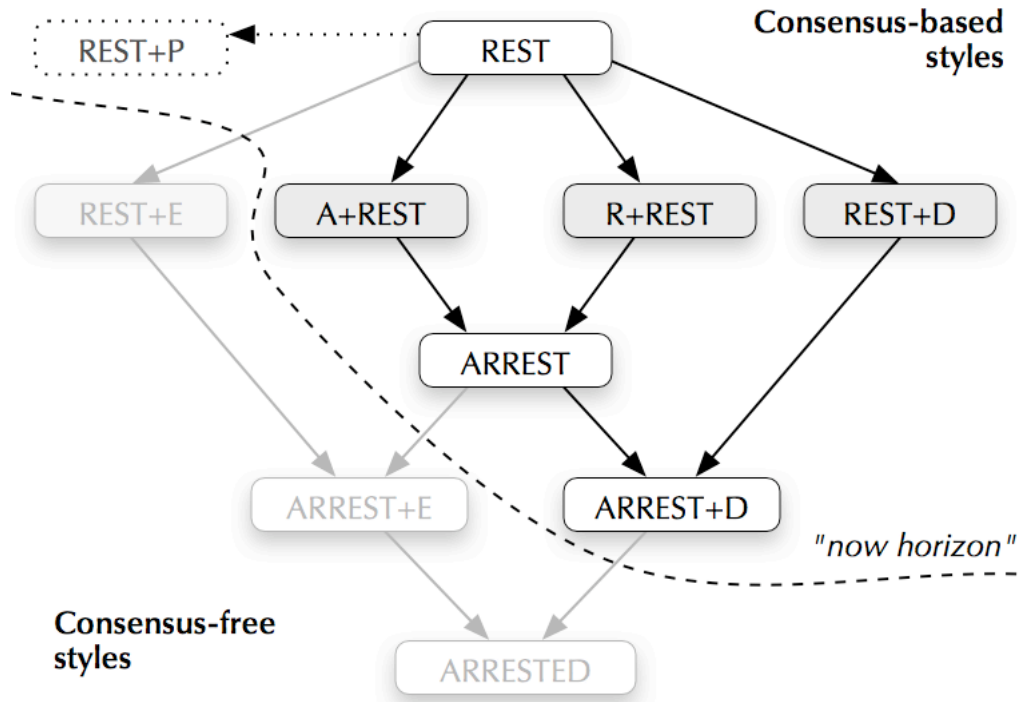 REST+P
REST
Consensus-based
styles
REST+E
A+REST
R+REST
REST+D
ARREST
ARREST+E
ARREST+D
"now horizon"
Consensus-free
styles
ARRESTED